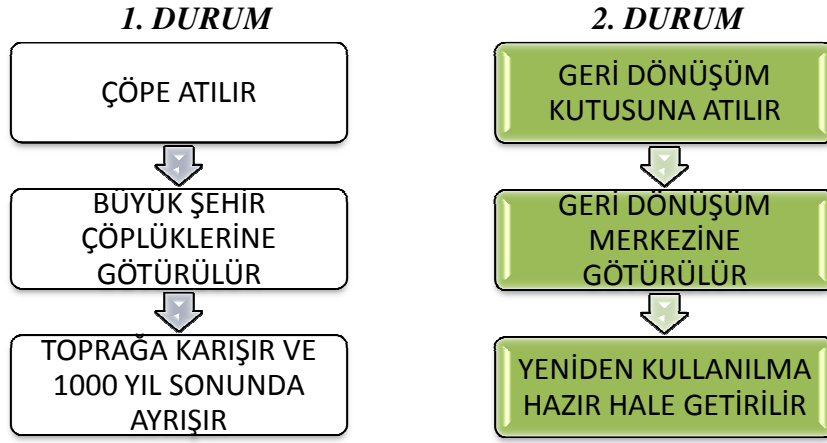 1. DURUM
ÇÖPE ATILIR
BÜYÜK ŞEHİR
ÇÖPLÜKLERİNE
GÖTÜRÜLÜR
TOPRAĞA KARIŞIR VE
1000 YIL SONUNDA
AYRIŞIR
2. DURUM
GERİ DÖNÜŞÜM
KUTUSUNA ATILIR
GERİ DÖNÜŞÜM
MERKEZİNE
GÖTÜRÜLÜR
YENİDEN KULLANILMA
HAZIR HALE GETİRİLİR